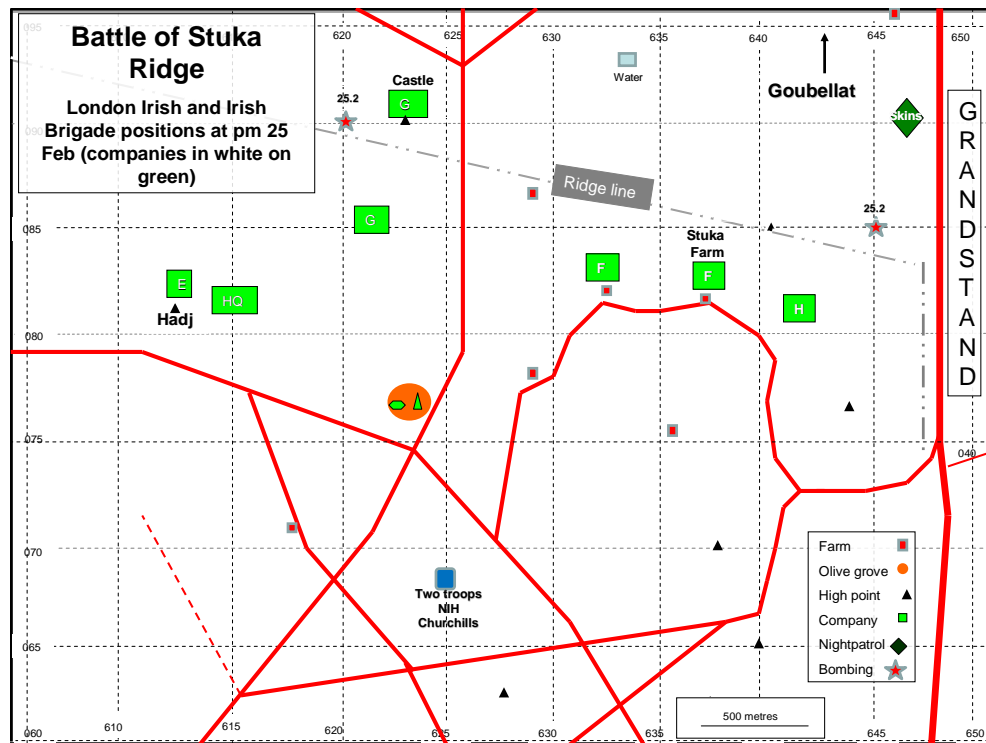 095
620
625
630
635
640
645
650
Battle of Stuka
Ridge
London Irish and Irish
Brigade positions at pm 25
Feb (companies in white on
green)
Water
Castle
G
25.2
Goubellat
Skins
GRANDSTAND
090
Ridge line
G
25.2
085
Stuka
Farm
F
F
E
HQ
H
Hadj
080
075
040
070
Two troops
NIH
Churchills
Farm
Olive grove
High point
Company
Nightpatrol
Bombing
065
500 metres
060
610
615
620
625
630
635
640
645
650